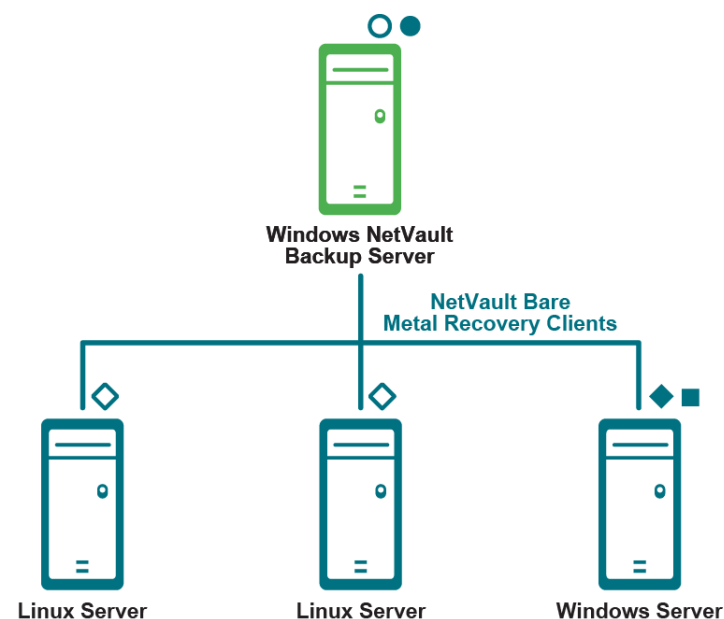 Windows NetVault
Backup Server
NetVault Bare
Metal Recovery Clients
Linux Server
Linux Server
Windows Server